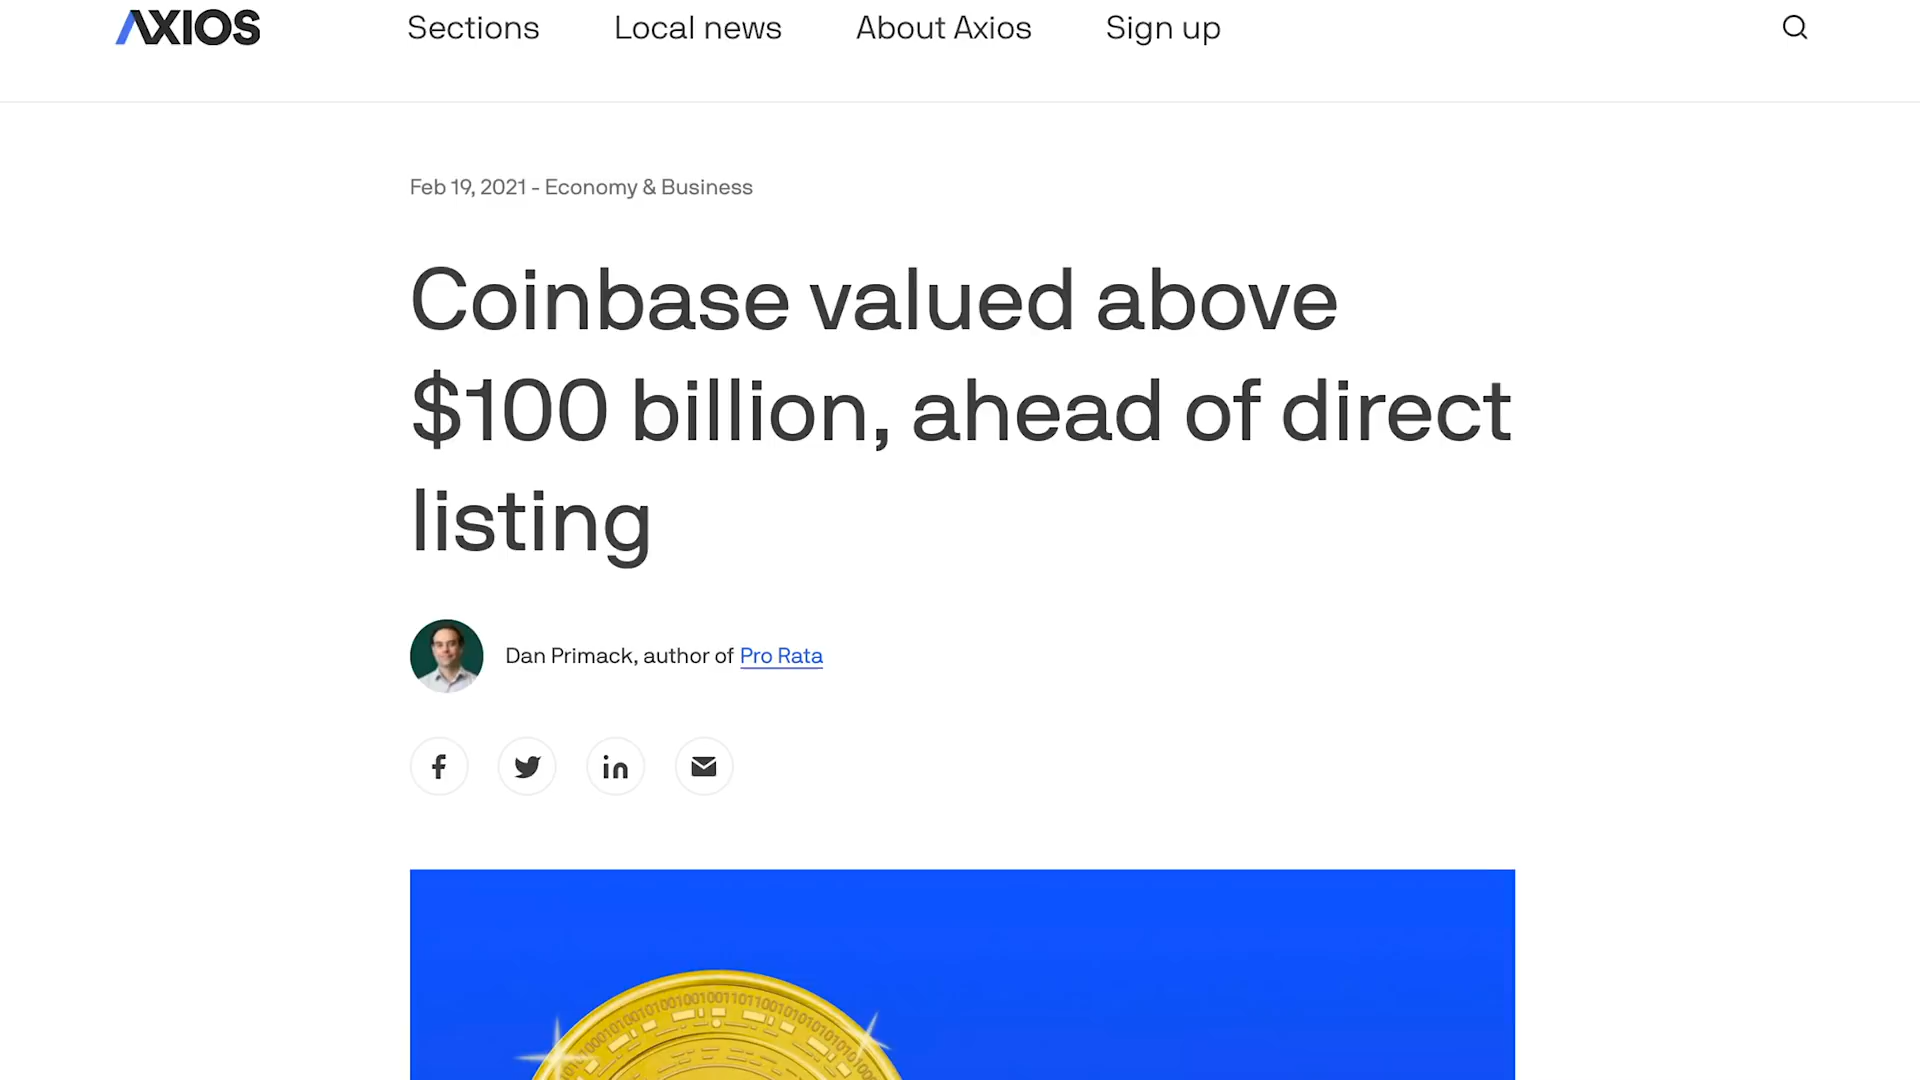 AXIOS Sections Local news About Axios Sign up
Feb 19, 2021 - Economy & Business
Coinbase valued above
$100 billion, ahead of direct
listing
Dan Primack, author of Pro Rata